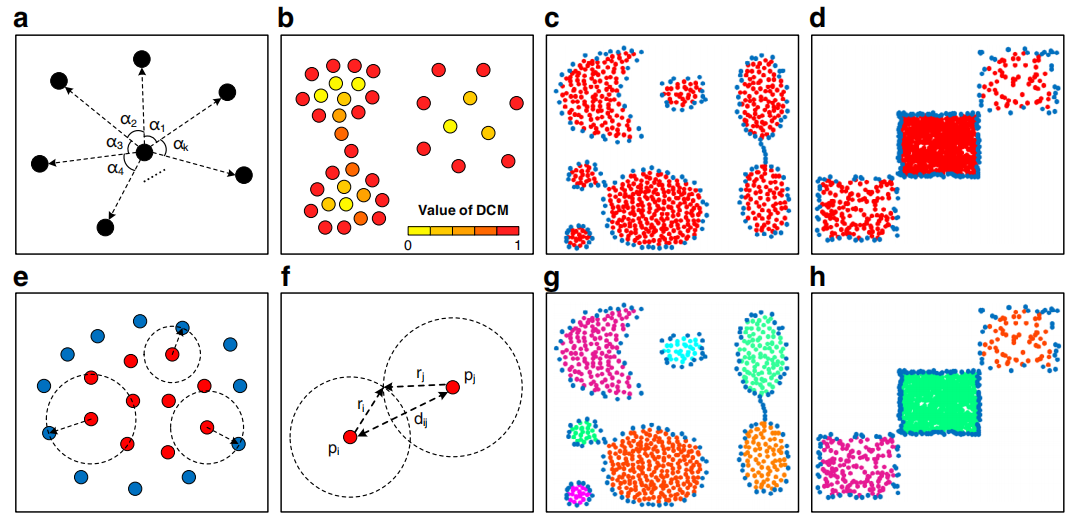 a
b
c
d
α₂
α₁
α₃
αₖ
α₄
Value of DCM
0
1
e
f
g
h
rⱼ
pⱼ
rᵢ
dᵢⱼ
pᵢ